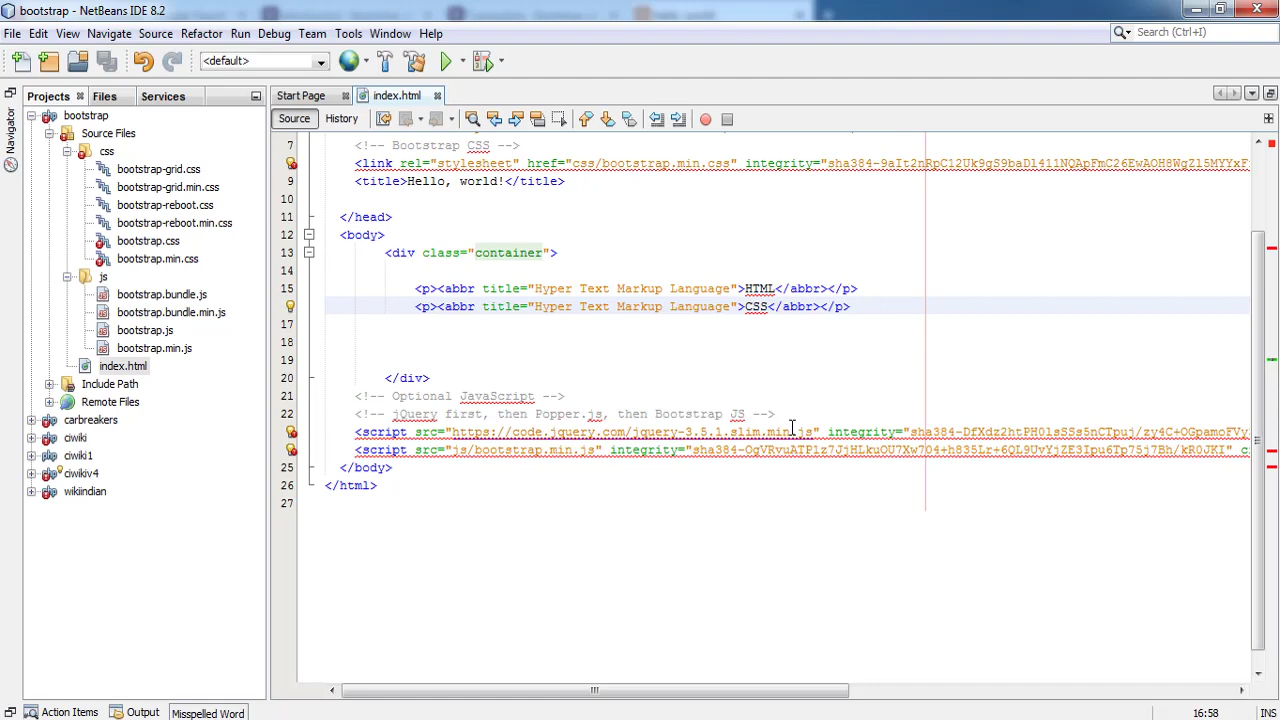 bootstrap - NetBeans IDE 8.2
File Edit View Navigate Source Refactor Run Debug Team Tools Window Help
Search (Ctrl+I)
<default>
Projects Files Services
Start Page index.html
Source History
Navigator
bootstrap
Source Files
css
bootstrap-grid.css
bootstrap-grid.min.css
bootstrap-reboot.css
bootstrap-reboot.min.css
bootstrap.css
bootstrap.min.css
js
bootstrap.bundle.js
bootstrap.bundle.min.js
bootstrap.js
bootstrap.min.js
index.html
Include Path
Remote Files
carbreakers
ciwiki
ciwiki1
ciwikiv4
wikiindian
7 <!-- Bootstrap CSS -->
<link rel="stylesheet" href="css/bootstrap.min.css" integrity="sha384-9aIt2nRpC12Uk9gS9baDl411NQApFmC26EwAOH8WgZl5MYYxF
9 <title>Hello, world!</title>
10
11 </head>
12 <body>
13 <div class="container">
14
15 <p><abbr title="Hyper Text Markup Language">HTML</abbr></p>
<p><abbr title="Hyper Text Markup Language">CSS</abbr></p>
17
18
19
20 </div>
21 <!-- Optional JavaScript -->
22 <!-- jQuery first, then Popper.js, then Bootstrap JS -->
<script src="https://code.jquery.com/jquery-3.5.1.slim.min.js" integrity="sha384-DfXdz2htPH0lsSSs5nCTpuj/zy4C+OGpamoFVy
<script src="js/bootstrap.min.js" integrity="sha384-OgVRvuATP1z7JjHLkuOU7Xw704+h835Lr+6QL9UvYjZE3Ipu6Tp75j7Bh/kR0JKI" c
25 </body>
26 </html>
27
Action Items Output Misspelled Word
16:58 INS